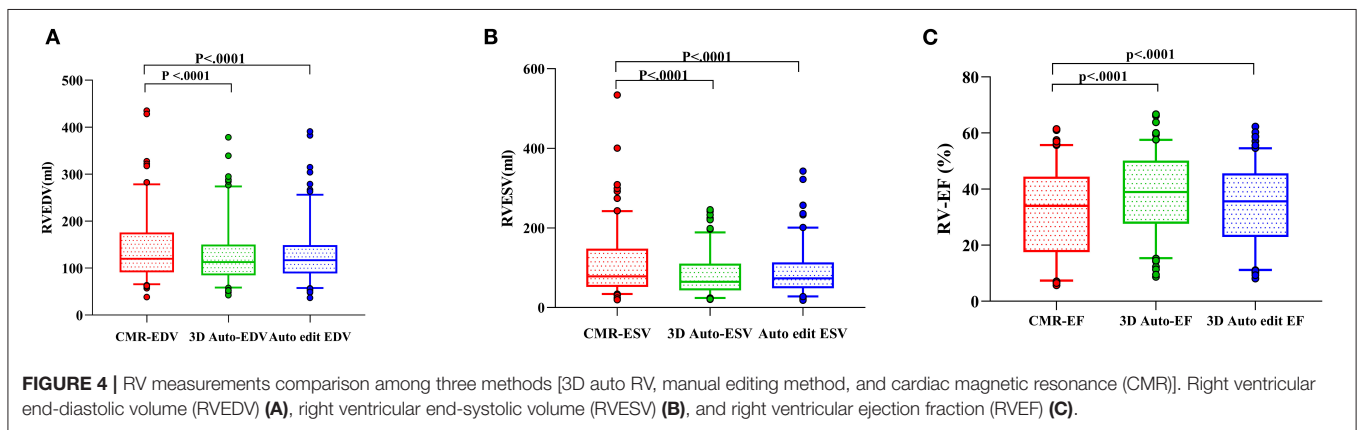 A
P<.0001
P <.0001
RVEDV(ml)
500
400
300
200
100
0
CMR-EDV 3D Auto-EDV Auto edit EDV
B
P<.0001
P<.0001
RVESV(ml)
600
400
200
0
CMR-ESV 3D Auto-ESV Auto edit ESV
C
p<.0001
p<.0001
RV-EF (%)
80
60
40
20
0
CMR-EF 3D Auto-EF 3D Auto edit EF
FIGURE 4 | RV measurements comparison among three methods [3D auto RV, manual editing method, and cardiac magnetic resonance (CMR)]. Right ventricular
end-diastolic volume (RVEDV) (A), right ventricular end-systolic volume (RVESV) (B), and right ventricular ejection fraction (RVEF) (C).